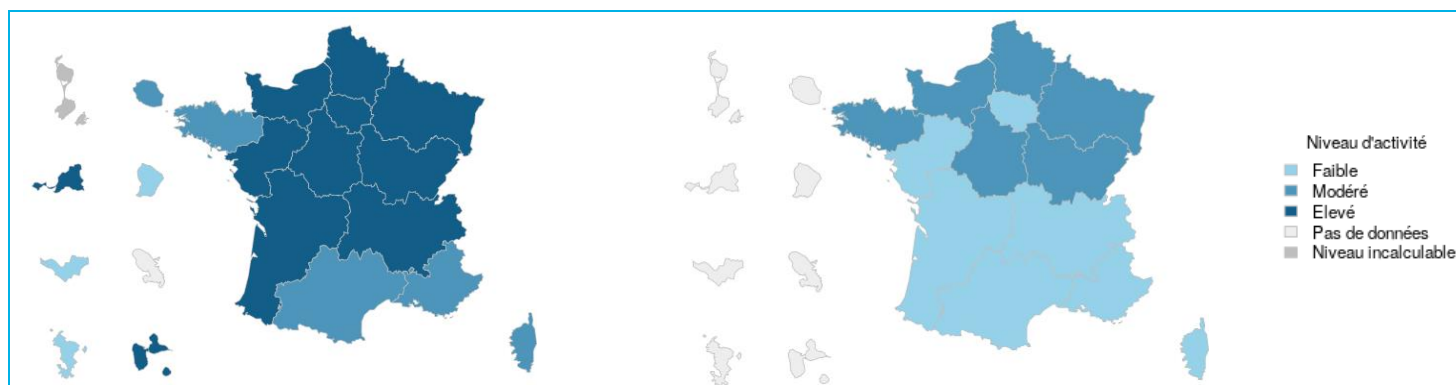 Niveau d'activité
Faible
Modéré
Elevé
Pas de données
Niveau incalculable